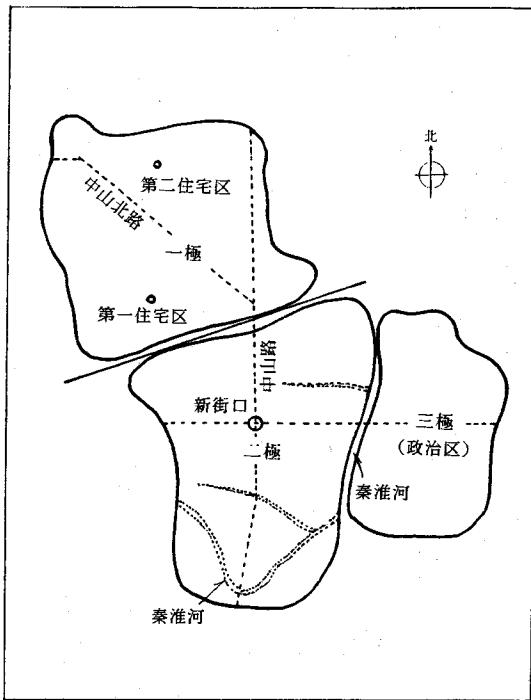 北
第二住宅区
中山北路
一極
第一住宅区
中山路
新街口
三極
(政治区)
二極
秦淮河
秦淮河